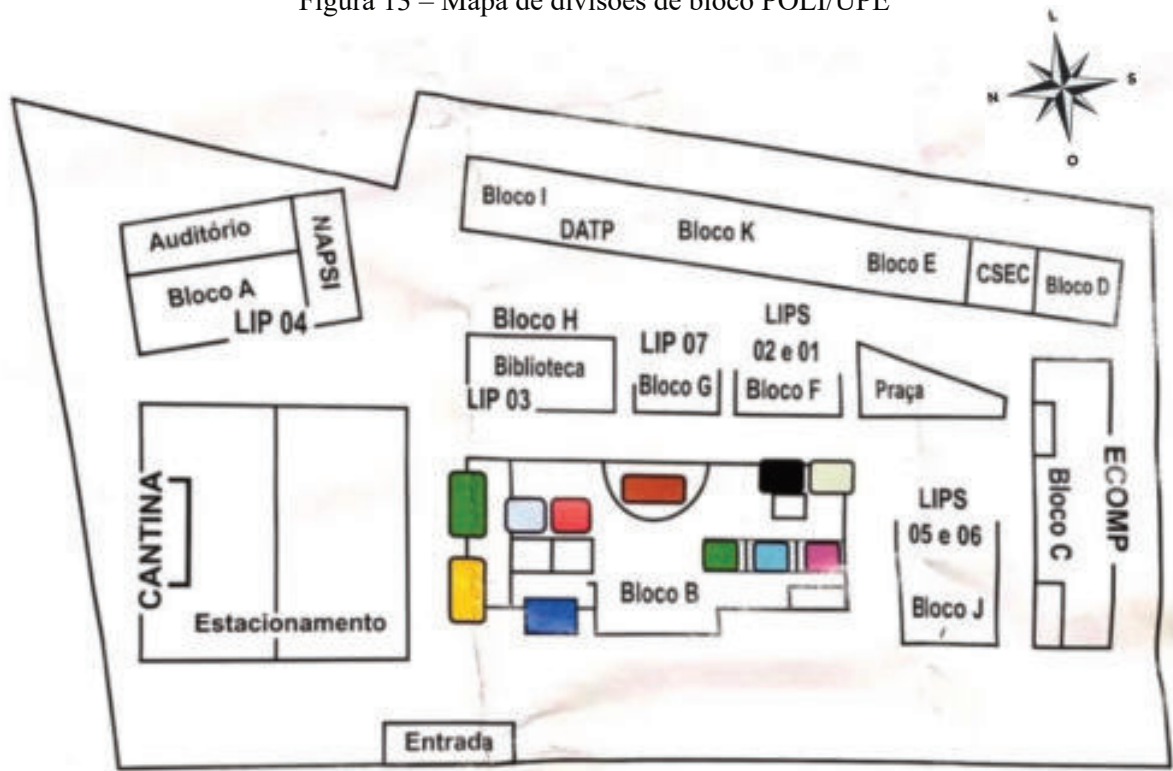 Figura 13 – Mapa de divisões de bloco POLI/UPE
L
N
S
O
Bloco I
DATP
Bloco K
Bloco E
CSEC
Bloco D
Auditório
NAPSI
Bloco A
LIP 04
Bloco H
Biblioteca
LIP 03
LIP 07
Bloco G
LIPS
02 e 01
Bloco F
Praça
CANTINA
Estacionamento
Bloco B
LIPS
05 e 06
Bloco J
Bloco C
ECOMP
Entrada